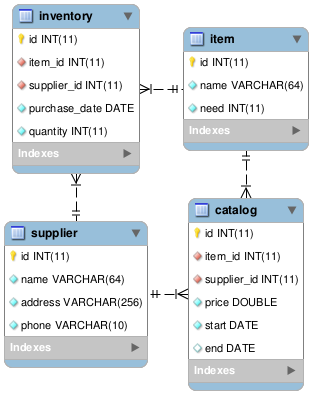 inventory
id INT(11)
item_id INT(11)
supplier_id INT(11)
purchase_date DATE
quantity INT(11)
Indexes
item
id INT(11)
name VARCHAR(64)
need INT(11)
Indexes
supplier
id INT(11)
name VARCHAR(64)
address VARCHAR(256)
phone VARCHAR(10)
Indexes
catalog
id INT(11)
item_id INT(11)
supplier_id INT(11)
price DOUBLE
start DATE
end DATE
Indexes